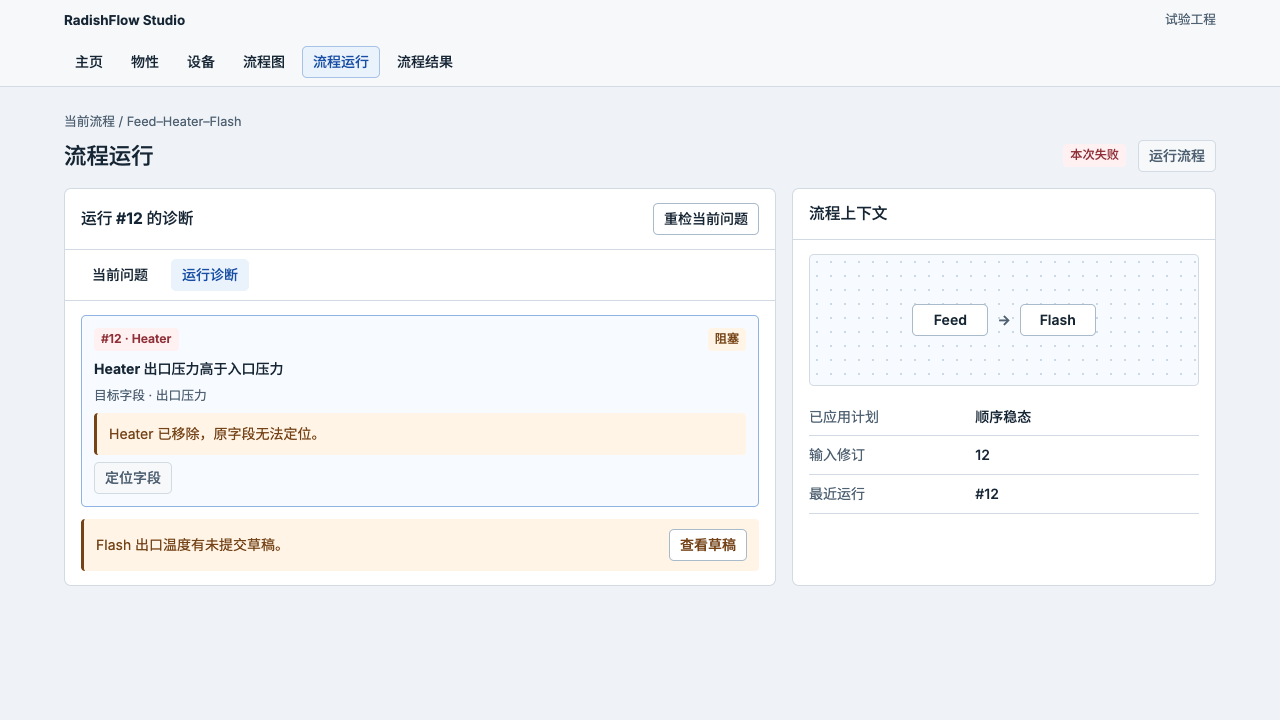 RadishFlow Studio
试验工程
主页 物性 设备 流程图 流程运行 流程结果
当前流程 / Feed–Heater–Flash
流程运行
本次失败
运行流程
运行 #12 的诊断
重检当前问题
当前问题 运行诊断
#12 · Heater
阻塞
Heater 出口压力高于入口压力
目标字段 · 出口压力
Heater 已移除，原字段无法定位。
定位字段
Flash 出口温度有未提交草稿。
查看草稿
流程上下文
Feed → Flash
已应用计划 顺序稳态
输入修订 12
最近运行 #12